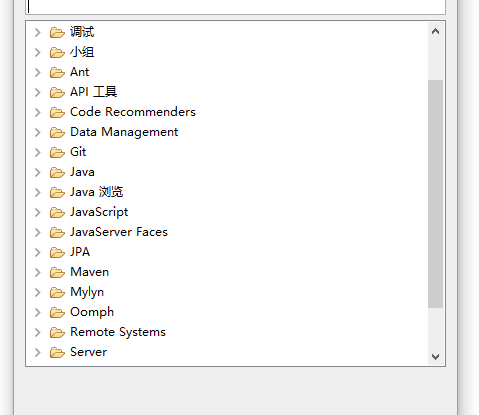 调试
小组
Ant
API 工具
Code Recommenders
Data Management
Git
Java
Java 浏览
JavaScript
JavaServer Faces
JPA
Maven
Mylyn
Oomph
Remote Systems
Server